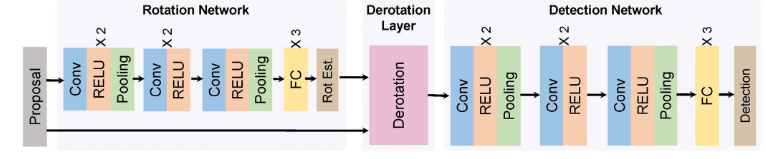 Rotation Network
Derotation
Layer
Detection Network
Proposal
Conv
RELU
X 2
Pooling
Conv
RELU
X 2
Conv
RELU
Pooling
FC
X 3
Rot Est.
Derotation
Conv
RELU
X 2
Pooling
Conv
RELU
X 2
Conv
RELU
Pooling
FC
X 3
Detection